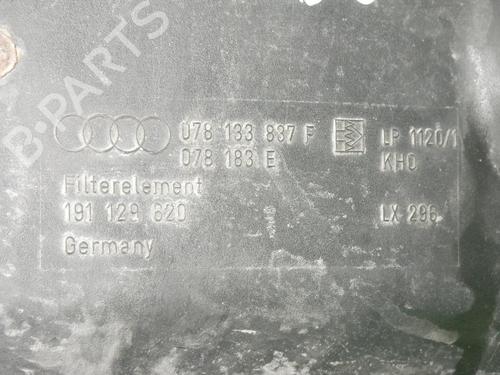 B-PARTS
078 133 837 F LP 1120/1
078 183 E KHO
Filterelement
191 129 620 LX 296
Germany